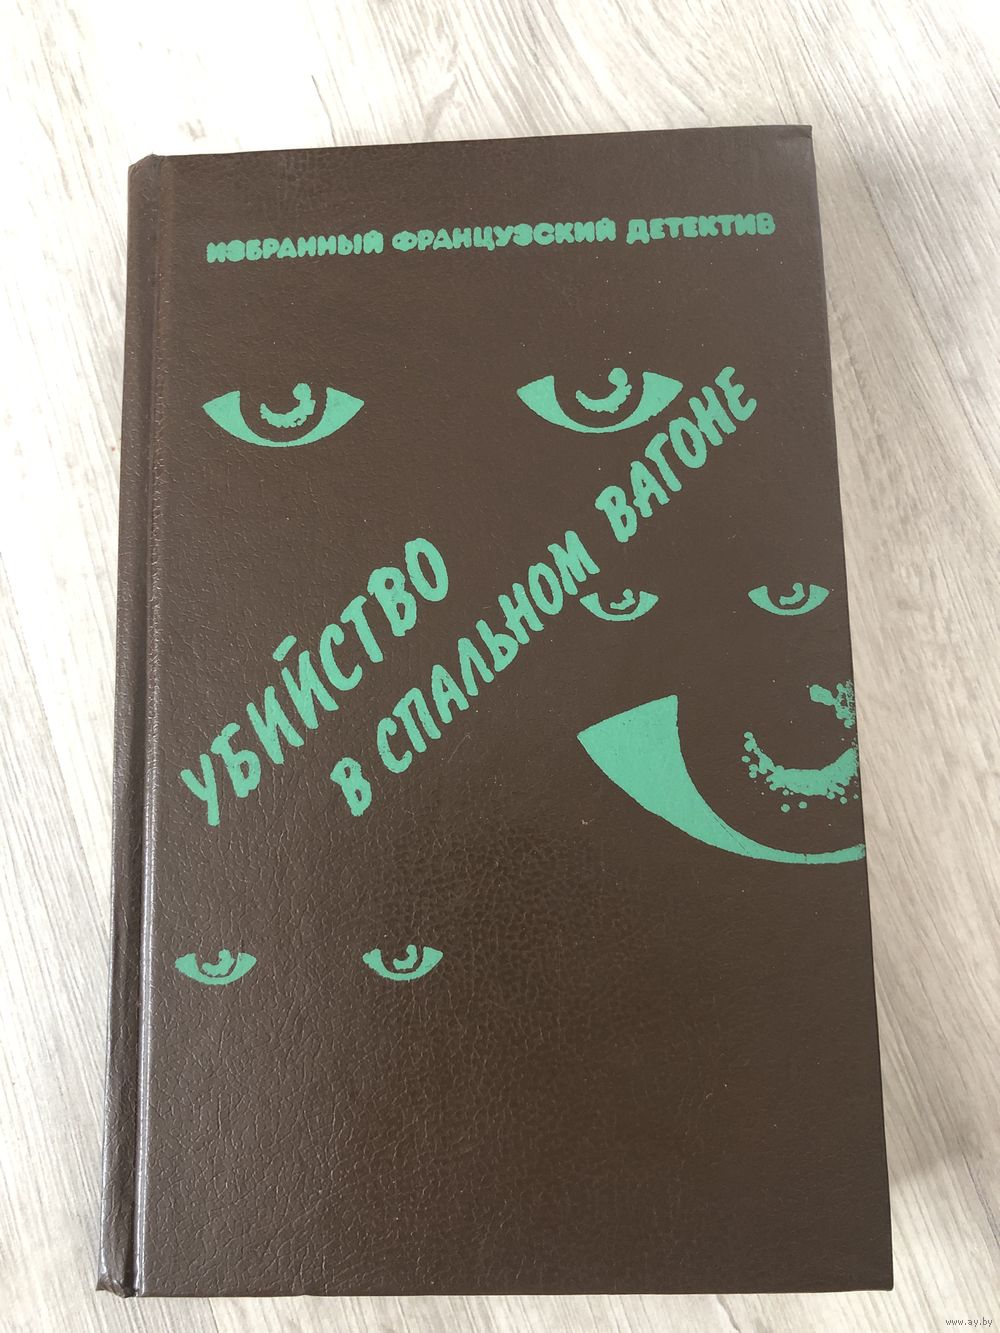 ИЗБРАННЫЙ ФРАНЦУЗСКИЙ ДЕТЕКТИВ
УБИЙСТВО
В СПАЛЬНОМ ВАГОНЕ
www.ay.by